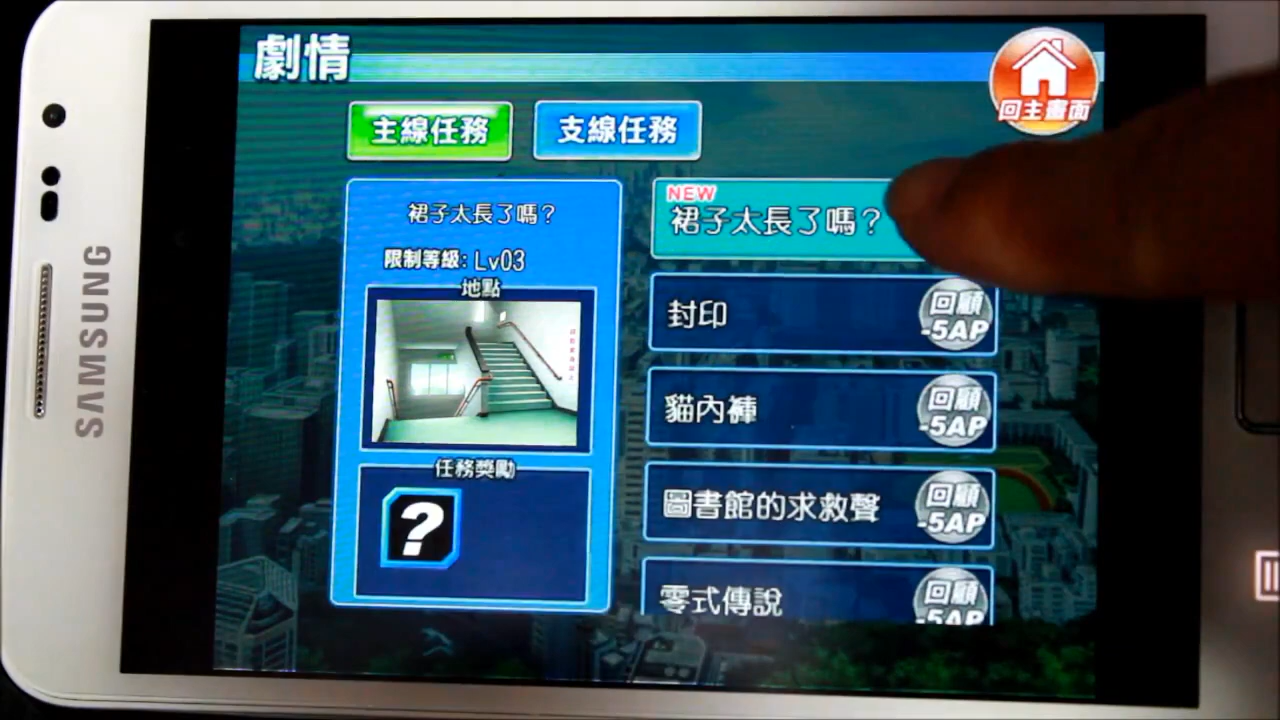 SAMSUNG
劇情
回主畫面
主線任務
支線任務
裙子太長了嗎？
限制等級：Lv03
地點
任務獎勵
?
NEW
裙子太長了嗎？
封印
回顧
-5AP
貓內褲
回顧
-5AP
圖書館的求救聲
回顧
-5AP
零式傳說
回顧
-5AP